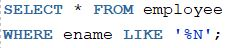 SELECT * FROM employee
WHERE ename LIKE '%N';